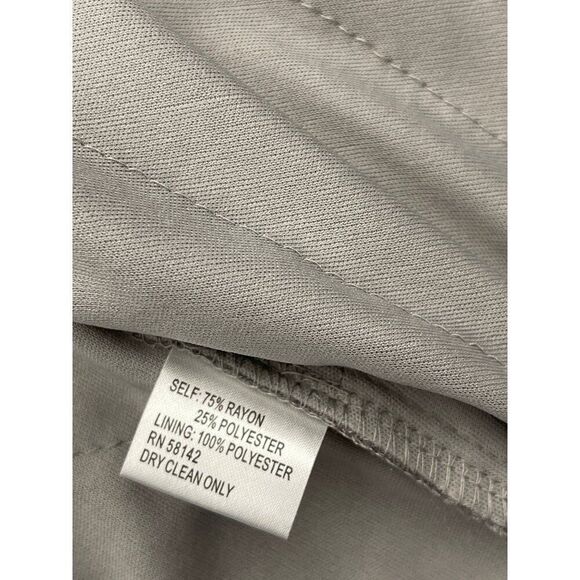 SELF: 75% RAYON
25% POLYESTER
LINING: 100% POLYESTER
RN 58142
DRY CLEAN ONLY